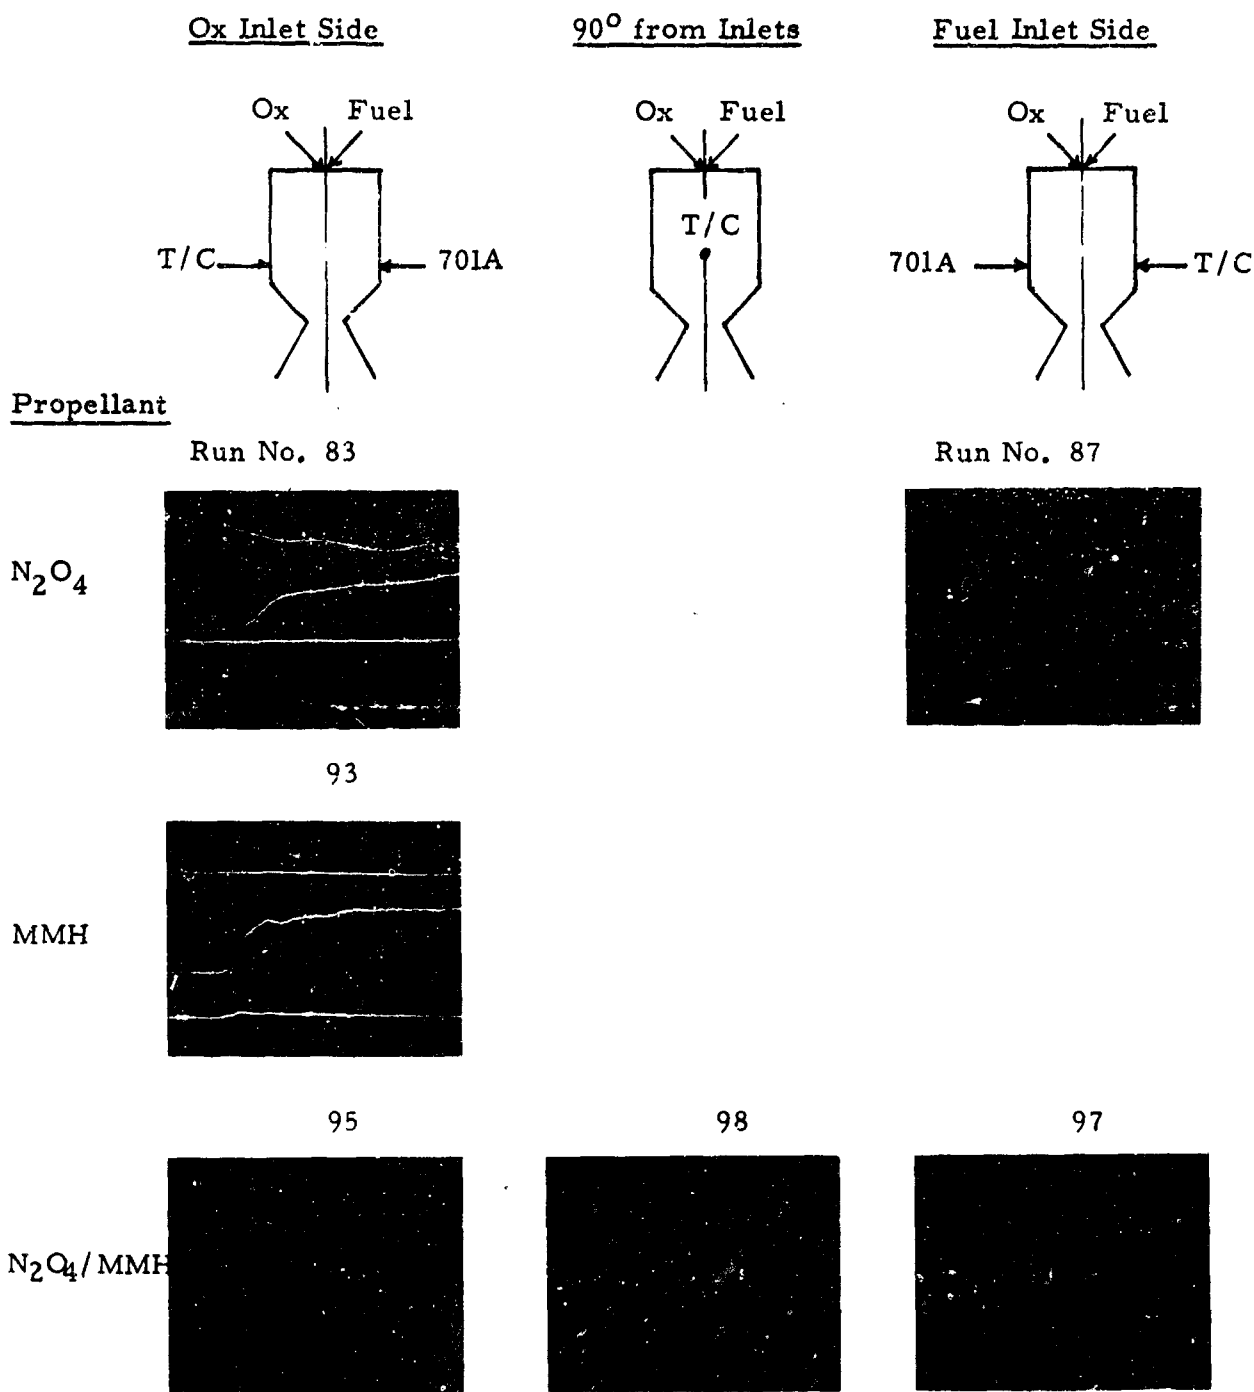 Ox Inlet Side 90° from Inlets Fuel Inlet Side
Ox Fuel Ox Fuel Ox Fuel
T/C 701A T/C 701A T/C
Propellant
Run No. 83 Run No. 87
N₂O₄
93
MMH
95 98 97
N₂O₄/MMH